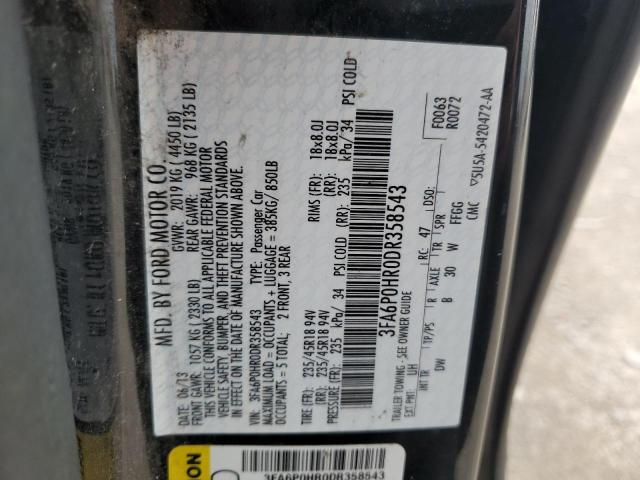 MFD. BY FORD MOTOR CO.
DATE: 06/13 GVWR: 2019 KG ( 4450 LB)
FRONT GAWR: 1057 KG ( 2330 LB) REAR GAWR: 968 KG ( 2135 LB)
THIS VEHICLE CONFORMS TO ALL APPLICABLE FEDERAL MOTOR
VEHICLE SAFETY, BUMPER, AND THEFT PREVENTION STANDARDS
IN EFFECT ON THE DATE OF MANUFACTURE SHOWN ABOVE.
VIN: 3FA6P0HR0DR358543 TYPE: Passenger Car
MAXIMUM LOAD = OCCUPANTS + LUGGAGE = 385KG/ 850LB
OCCUPANTS = 5 TOTAL; 2 FRONT, 3 REAR
TIRE (FR): 235/45R18 94V RIMS (FR): 18x8.0J
(RR): 235/45R18 94V (RR): 18x8.0J
PRESSURE (FR): 235 kPa/ 34 PSI COLD (RR): 235 kPa/ 34 PSI COLD
3FA6P0HR0DR358543
TRAILER TOWING - SEE OWNER GUIDE
EXT PNT: UH RC: 47 DSO: F0063
R0072
INT TR TP/PS R AXLE TR SPR
DW B 30 W FFGG
CMC ▽5U5A-5420472-AA
3FA6P0HR0DR358543